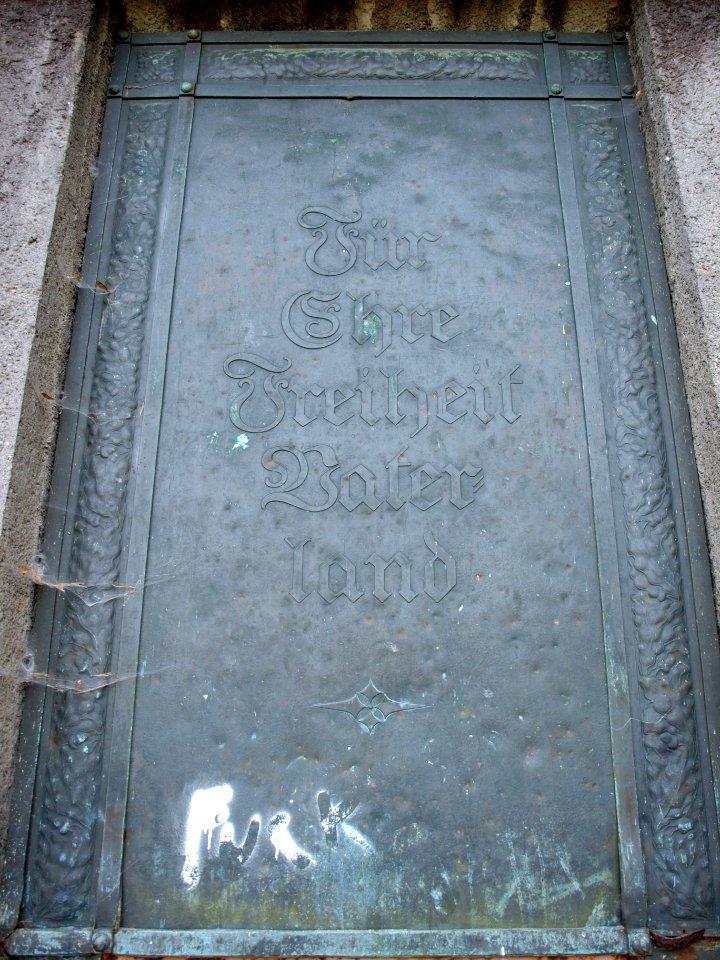 Für
Ehre
Freiheit
Vater-
land